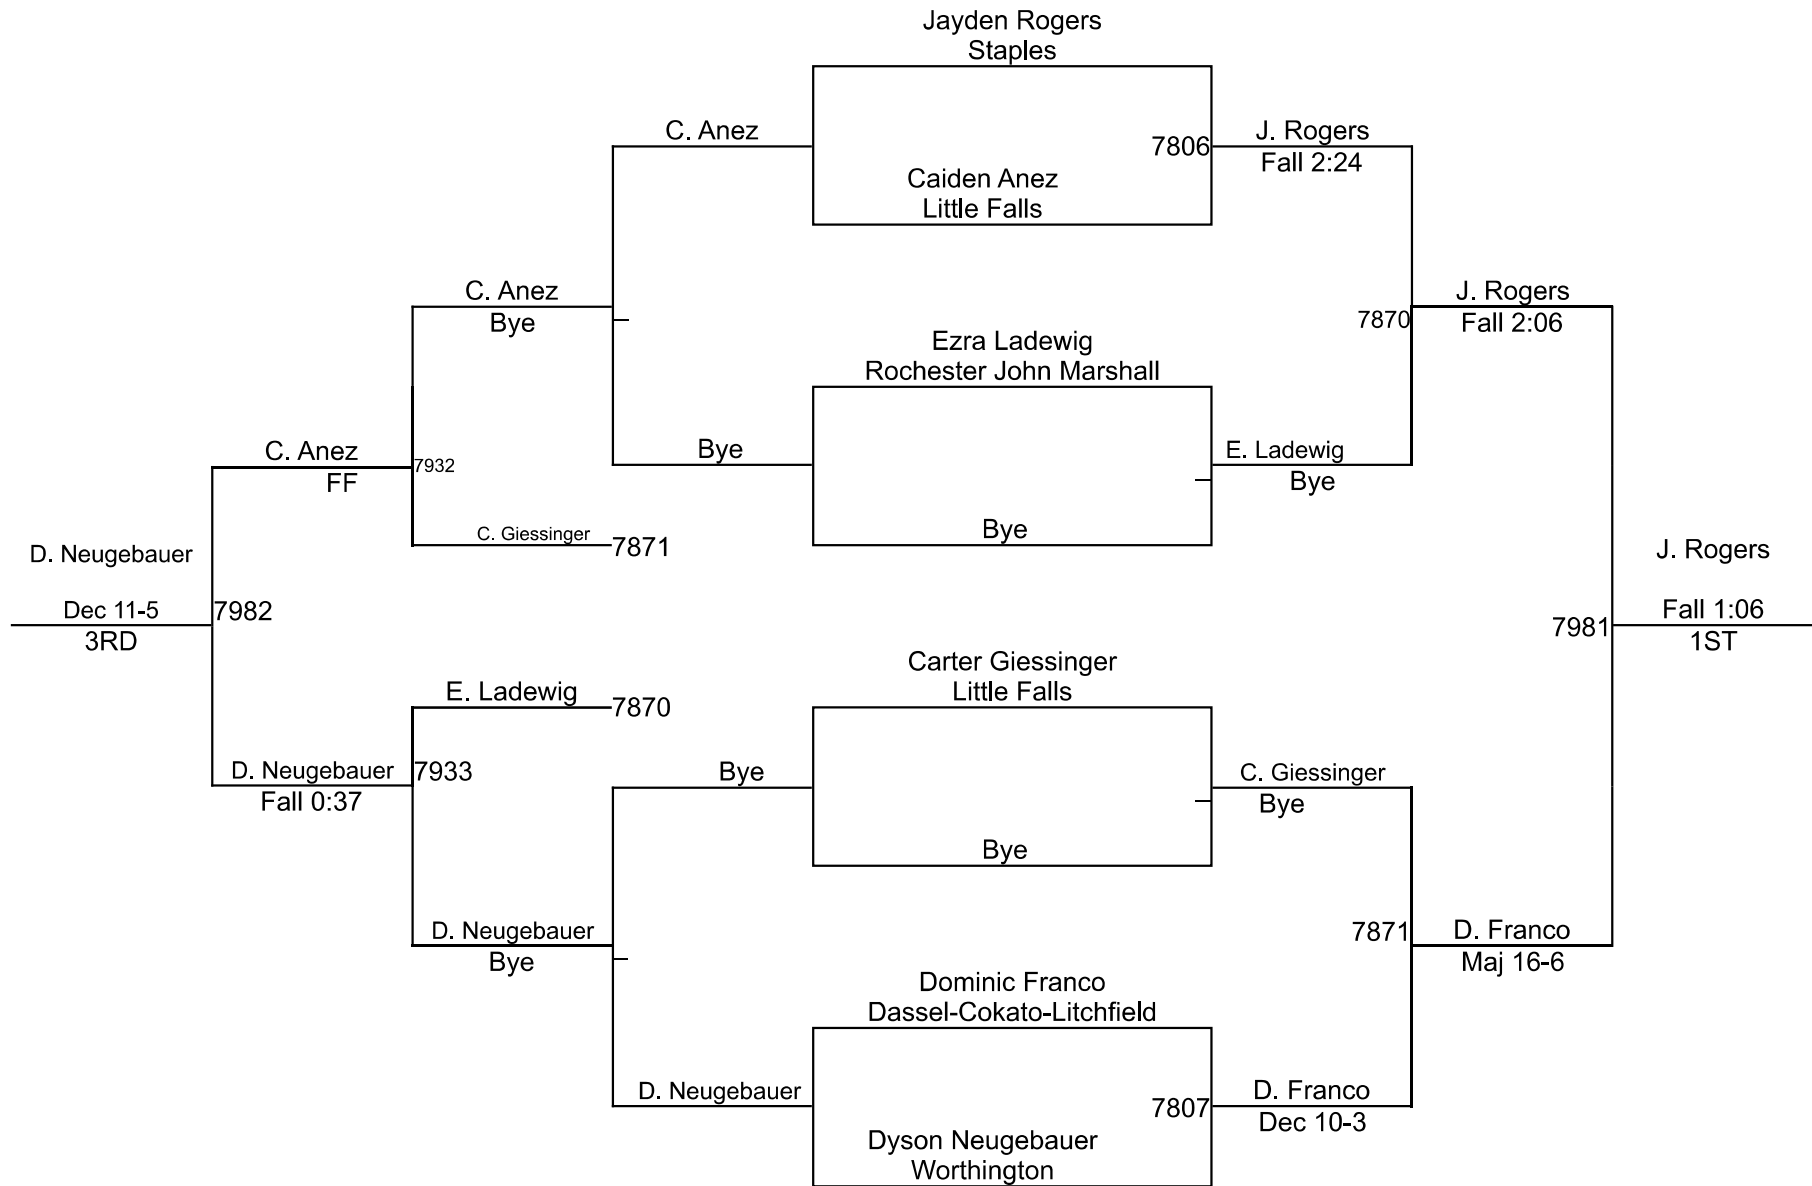 Jayden Rogers
Staples
C. Anez
7806
J. Rogers
Fall 2:24
Caiden Anez
Little Falls
C. Anez
Bye
7870
J. Rogers
Fall 2:06
Ezra Ladewig
Rochester John Marshall
C. Anez
FF
7932
Bye
E. Ladewig
Bye
C. Giessinger
7871
Bye
D. Neugebauer
Dec 11-5
3RD
7982
J. Rogers
7981
Fall 1:06
1ST
E. Ladewig
7870
Carter Giessinger
Little Falls
D. Neugebauer
Fall 0:37
7933
Bye
C. Giessinger
Bye
Bye
D. Neugebauer
Bye
7871
D. Franco
Maj 16-6
Dominic Franco
Dassel-Cokato-Litchfield
D. Neugebauer
7807
D. Franco
Dec 10-3
Dyson Neugebauer
Worthington